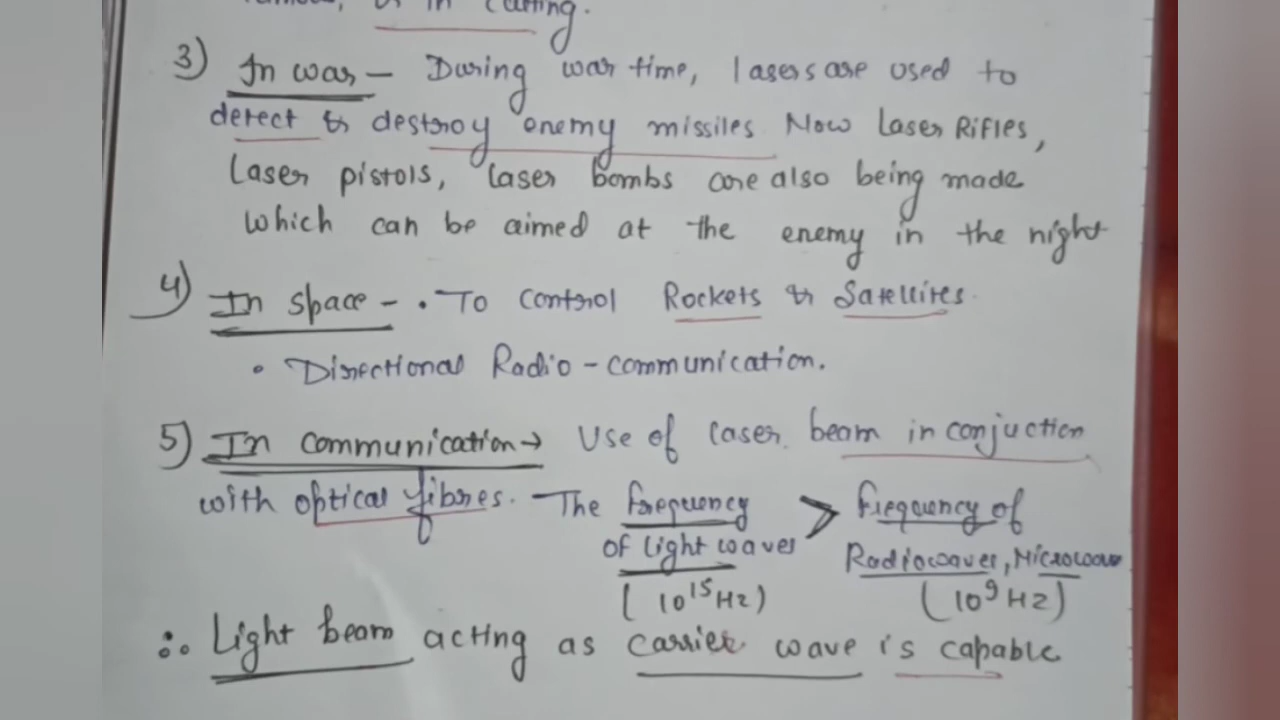 in cutting.
3) In war - During war time, lasers are used to
detect & destroy enemy missiles Now Laser Rifles,
Laser pistols, laser bombs are also being made
which can be aimed at the enemy in the night
4) In space - • To control Rockets & Satellites.
• Directional Radio - communication.
5) In communication → Use of laser beam in conjuction
with optical fibres. - The frequency > frequency of
of light waves Radiowaves, Microwave
(10¹⁵ Hz) (10⁹ Hz)
∴ Light beam acting as carrier wave is capable